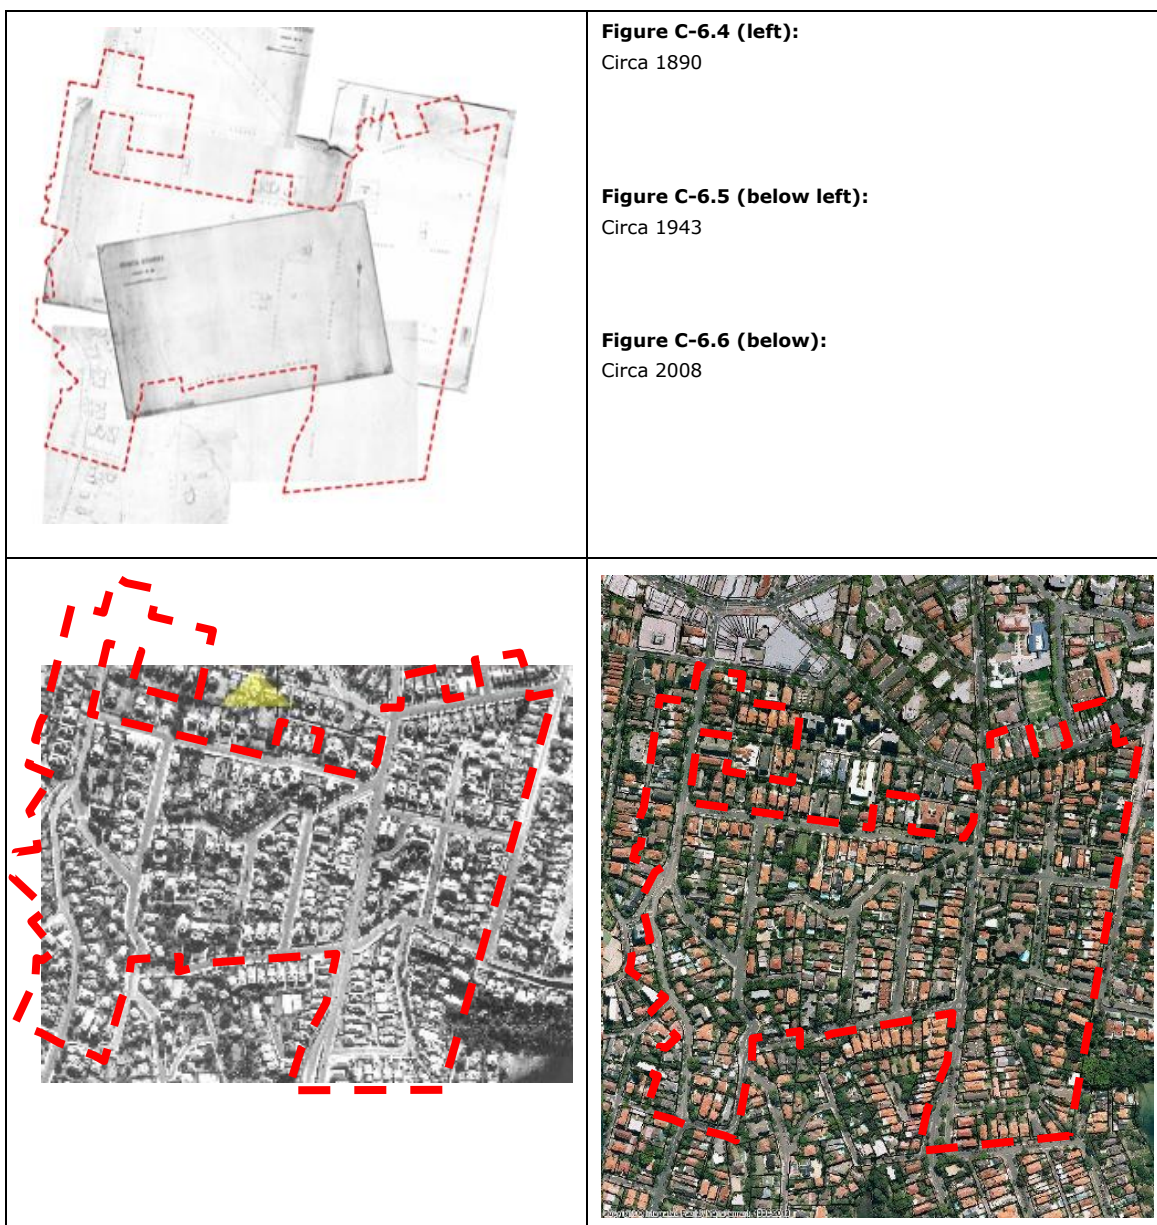 Figure C-6.4 (left):
Circa 1890
Figure C-6.5 (below left):
Circa 1943
Figure C-6.6 (below):
Circa 2008